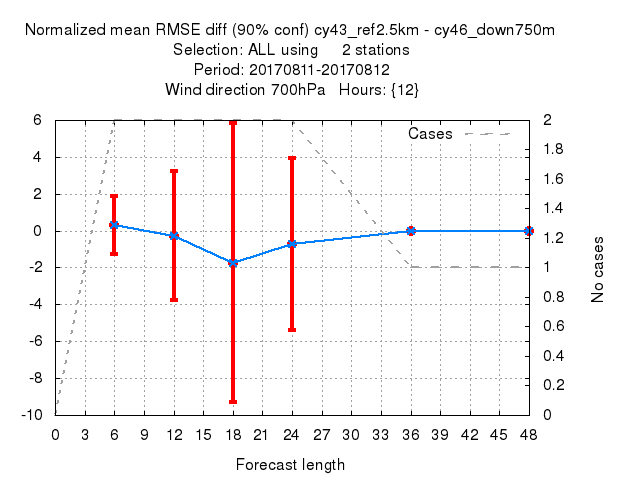 Normalized mean RMSE diff (90% conf) cy43_ref2.5km - cy46_down750m
Selection: ALL using 2 stations
Period: 20170811-20170812
Wind direction 700hPa Hours: {12}
Cases
6
4
2
0
-2
-4
-6
-8
-10
2
1.8
1.6
1.4
1.2
1
0.8
0.6
0.4
0.2
0
No cases
0 3 6 9 12 15 18 21 24 27 30 33 36 39 42 45 48
Forecast length